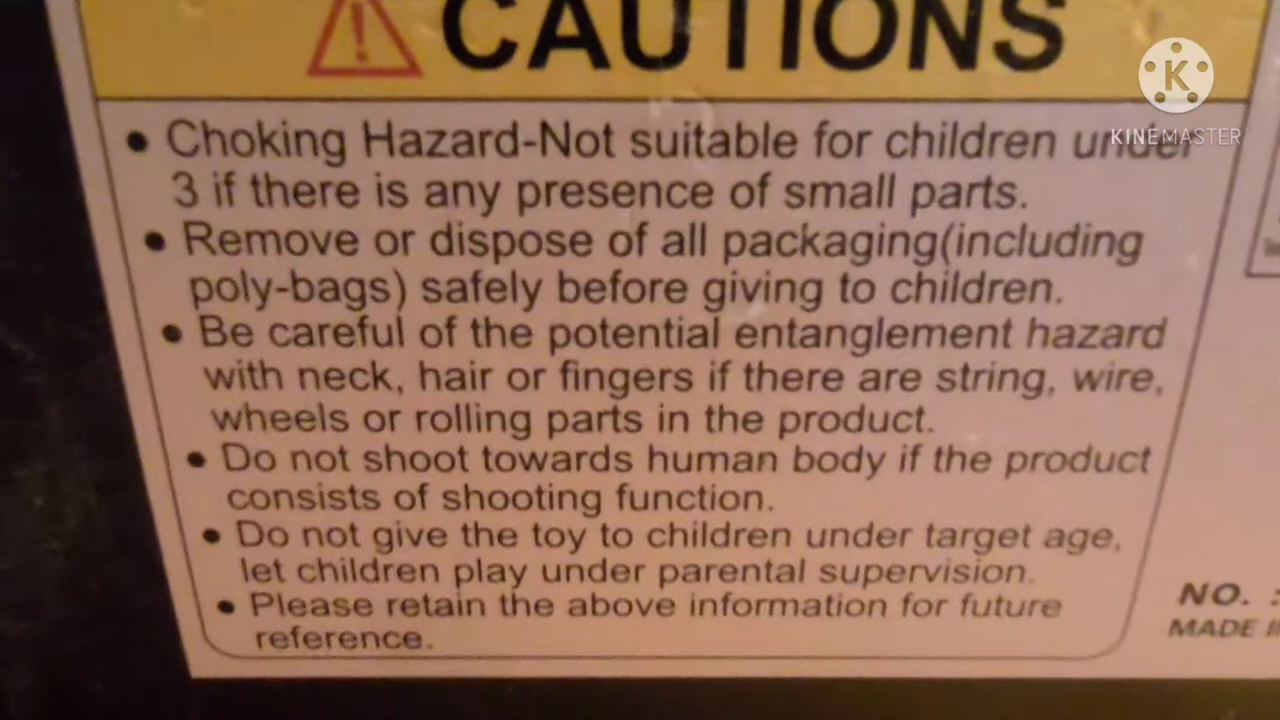 CAUTIONS
• Choking Hazard-Not suitable for children under
3 if there is any presence of small parts.
• Remove or dispose of all packaging(including
poly-bags) safely before giving to children.
• Be careful of the potential entanglement hazard
with neck, hair or fingers if there are string, wire,
wheels or rolling parts in the product.
• Do not shoot towards human body if the product
consists of shooting function.
• Do not give the toy to children under target age,
let children play under parental supervision.
• Please retain the above information for future
reference.
K
KINEMASTER
NO. :
MADE